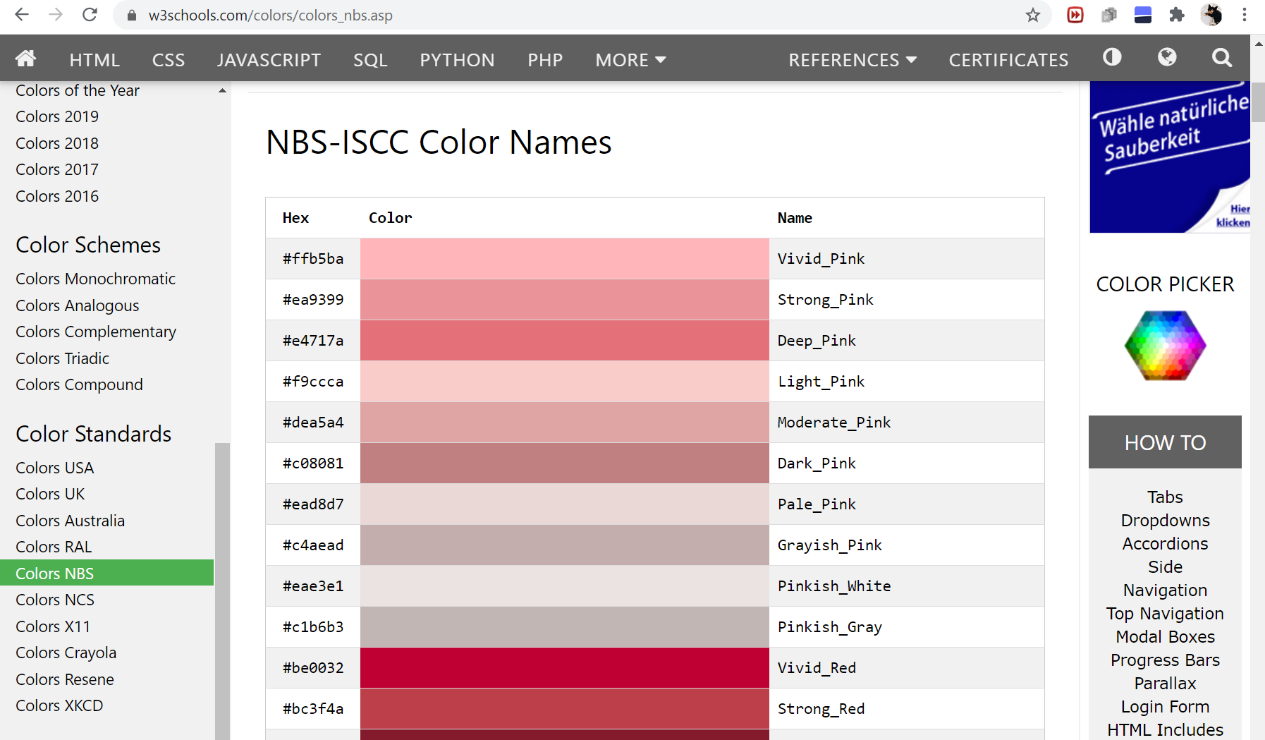 w3schools.com/colors/colors_nbs.asp
HTML CSS JAVASCRIPT SQL PYTHON PHP MORE REFERENCES CERTIFICATES
Colors of the Year
Colors 2019
Colors 2018
Colors 2017
Colors 2016
Color Schemes
Colors Monochromatic
Colors Analogous
Colors Complementary
Colors Triadic
Colors Compound
Color Standards
Colors USA
Colors UK
Colors Australia
Colors RAL
Colors NBS
Colors NCS
Colors X11
Colors Crayola
Colors Resene
Colors XKCD
NBS-ISCC Color Names
Hex Color Name
#ffb5ba Vivid_Pink
#ea9399 Strong_Pink
#e4717a Deep_Pink
#f9ccca Light_Pink
#dea5a4 Moderate_Pink
#c08081 Dark_Pink
#ead8d7 Pale_Pink
#c4aead Grayish_Pink
#eae3e1 Pinkish_White
#c1b6b3 Pinkish_Gray
#be0032 Vivid_Red
#bc3f4a Strong_Red
Wähle natürliche
Sauberkeit
Hier
klicken
COLOR PICKER
HOW TO
Tabs
Dropdowns
Accordions
Side
Navigation
Top Navigation
Modal Boxes
Progress Bars
Parallax
Login Form
HTML Includes